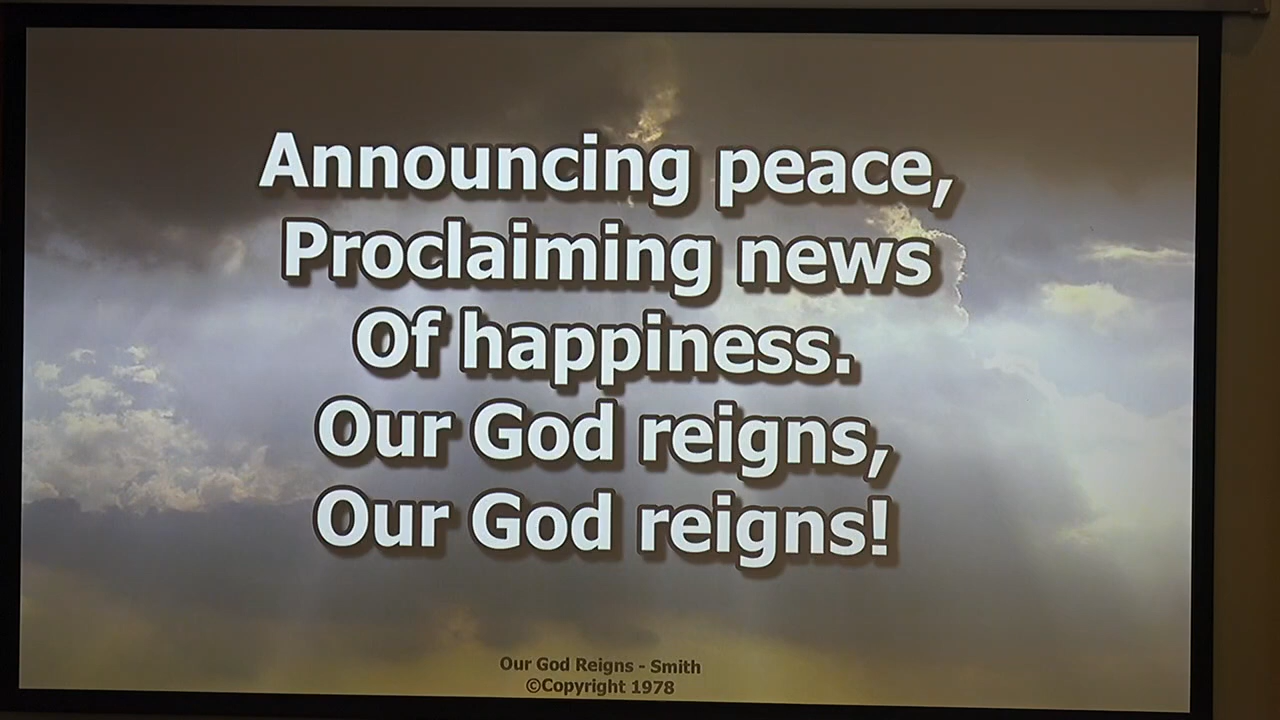 Announcing peace,
Proclaiming news
Of happiness.
Our God reigns,
Our God reigns!
Our God Reigns - Smith
©Copyright 1978